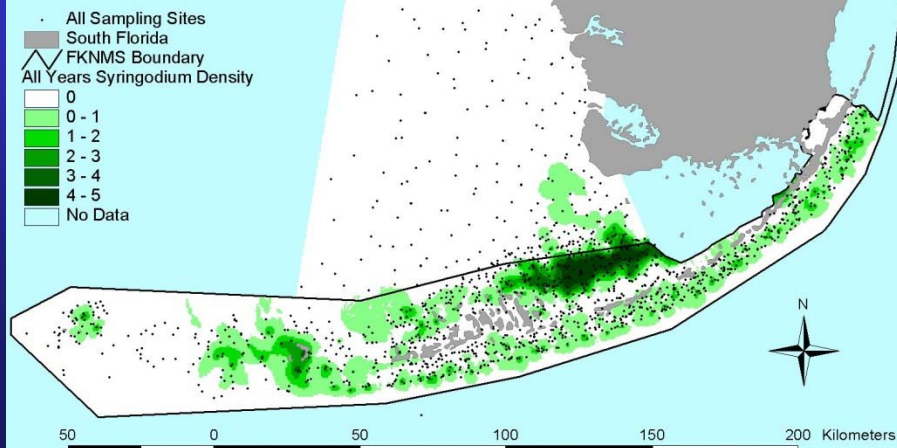 All Sampling Sites
South Florida
FKNMS Boundary
All Years Syringodium Density
0
0 - 1
1 - 2
2 - 3
3 - 4
4 - 5
No Data
N
50 0 50 100 150 200 Kilometers